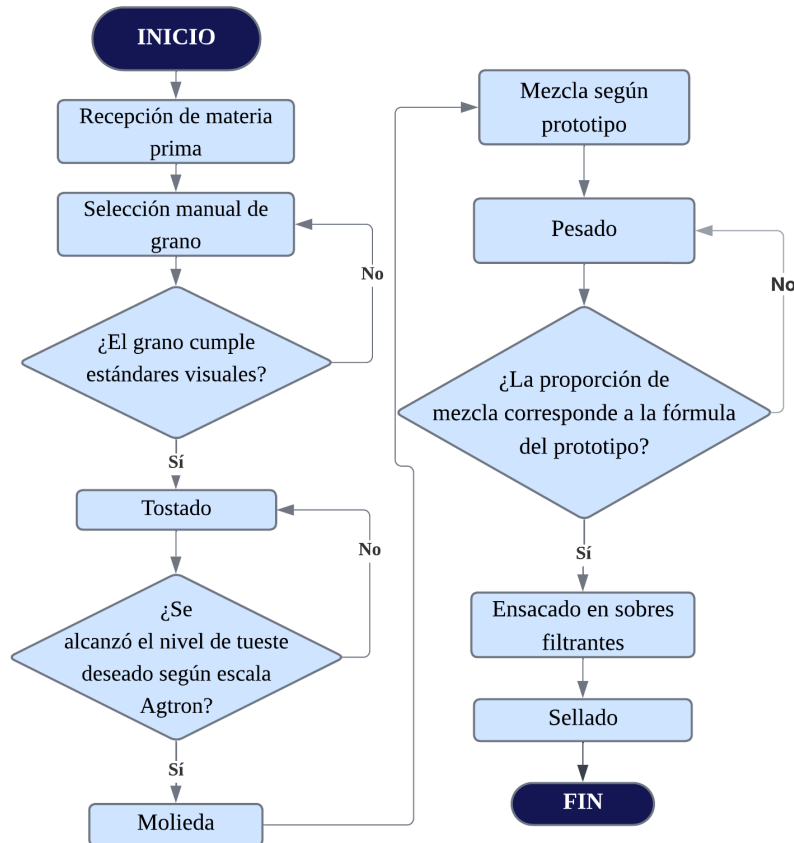 INICIO
Recepción de materia
prima
Selección manual de
grano
No
¿El grano cumple
estándares visuales?
Sí
Tostado
No
¿Se
alcanzó el nivel de tueste
deseado según escala
Agtron?
Sí
Molieda
Mezcla según
prototipo
Pesado
No
¿La proporción de
mezcla corresponde a la fórmula
del prototipo?
Sí
Ensacado en sobres
filtrantes
Sellado
FIN